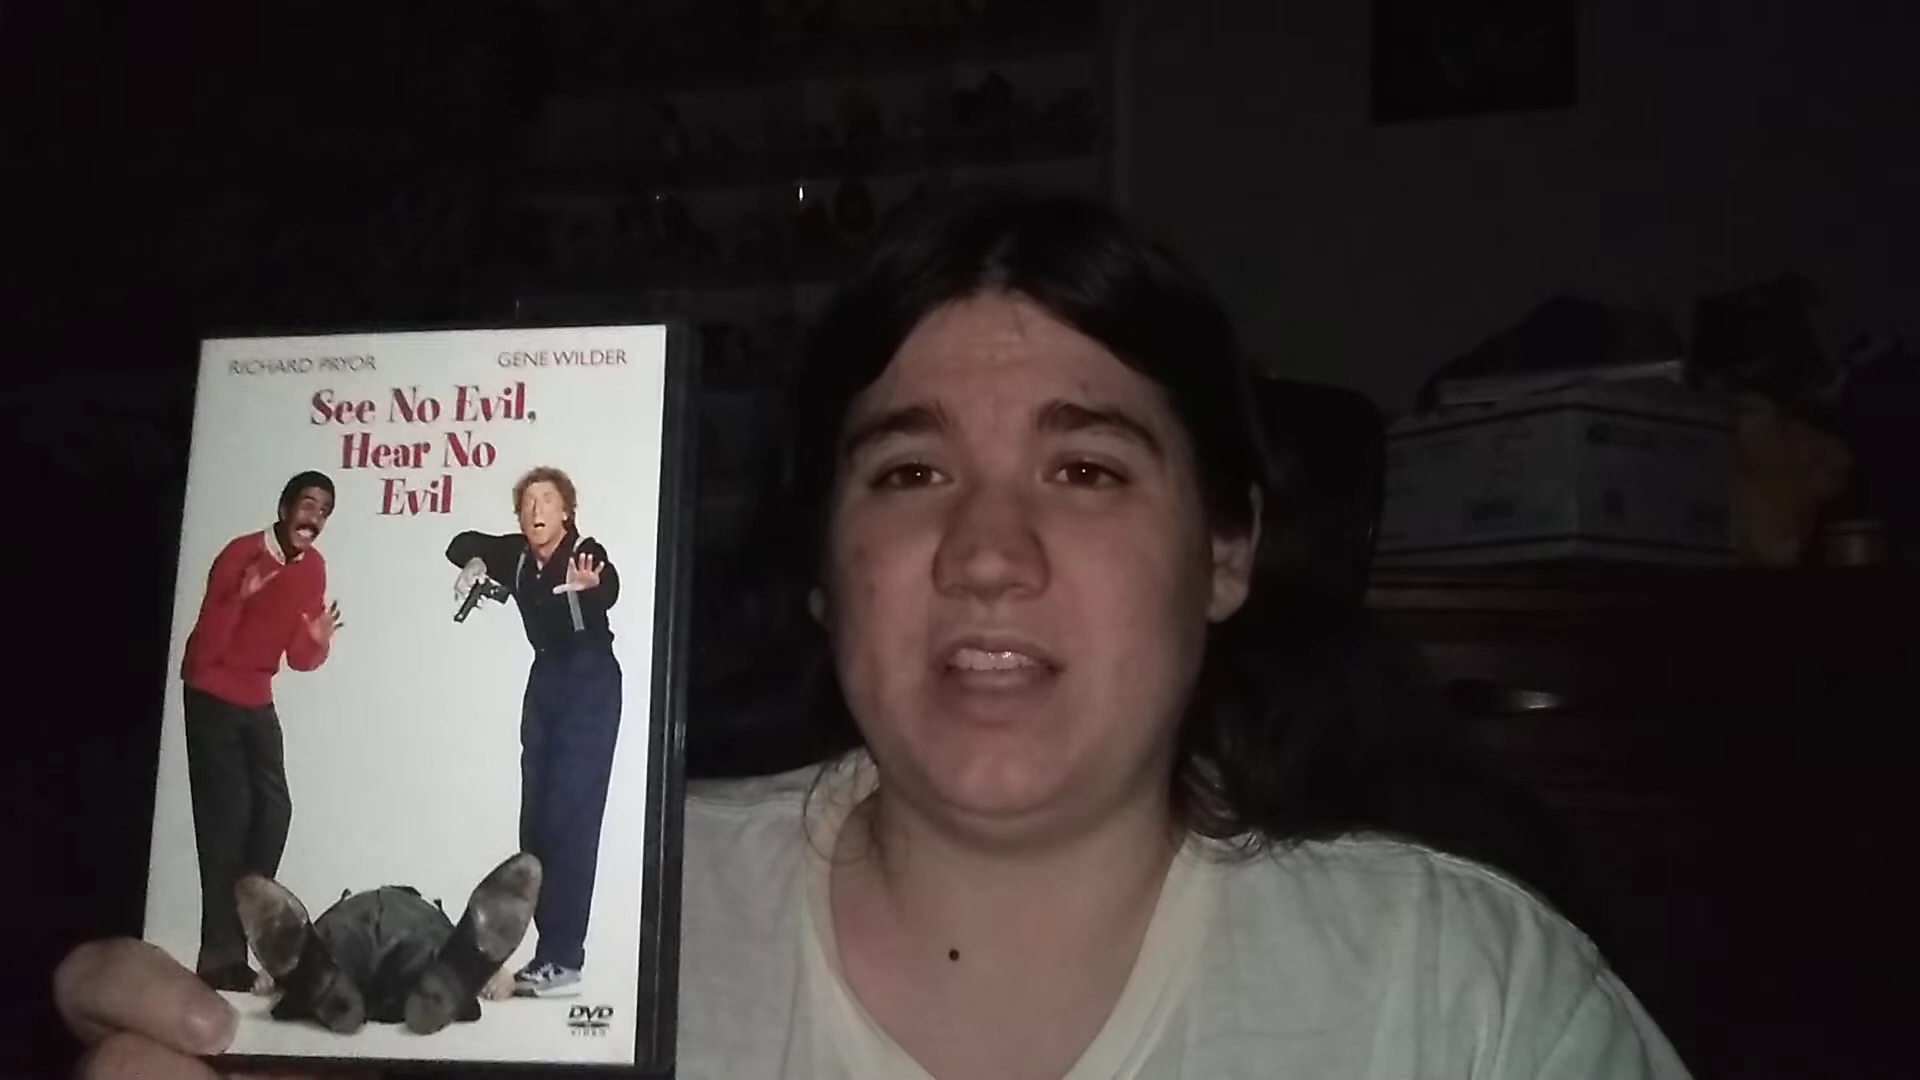 RICHARD PRYOR GENE WILDER
See No Evil,
Hear No
Evil
DVD
VIDEO